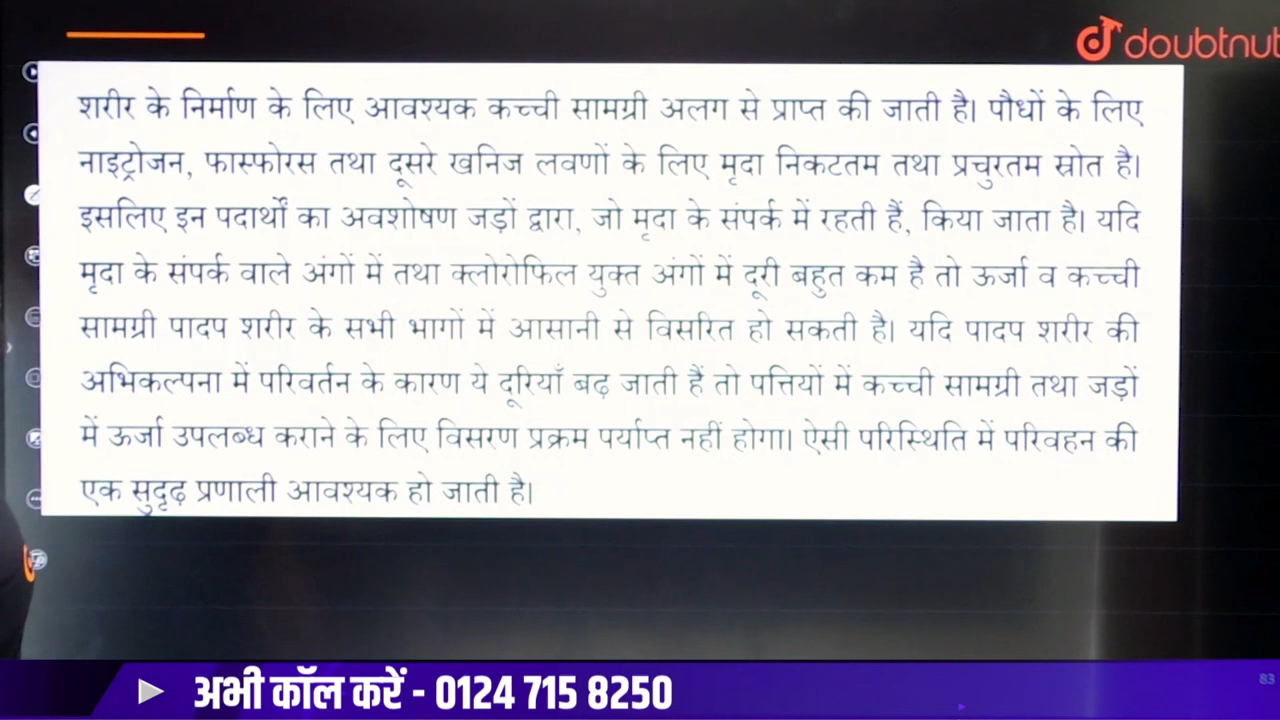 doubtnut
शरीर के निर्माण के लिए आवश्यक कच्ची सामग्री अलग से प्राप्त की जाती है। पौधों के लिए
नाइट्रोजन, फास्फोरस तथा दूसरे खनिज लवणों के लिए मृदा निकटतम तथा प्रचुरतम स्रोत है।
इसलिए इन पदार्थों का अवशोषण जड़ों द्वारा, जो मृदा के संपर्क में रहती हैं, किया जाता है। यदि
मृदा के संपर्क वाले अंगों में तथा क्लोरोफिल युक्त अंगों में दूरी बहुत कम है तो ऊर्जा व कच्ची
सामग्री पादप शरीर के सभी भागों में आसानी से विसरित हो सकती है। यदि पादप शरीर की
अभिकल्पना में परिवर्तन के कारण ये दूरियाँ बढ़ जाती हैं तो पत्तियों में कच्ची सामग्री तथा जड़ों
में ऊर्जा उपलब्ध कराने के लिए विसरण प्रक्रम पर्याप्त नहीं होगा। ऐसी परिस्थिति में परिवहन की
एक सुदृढ़ प्रणाली आवश्यक हो जाती है।
अभी कॉल करें - 0124 715 8250
83